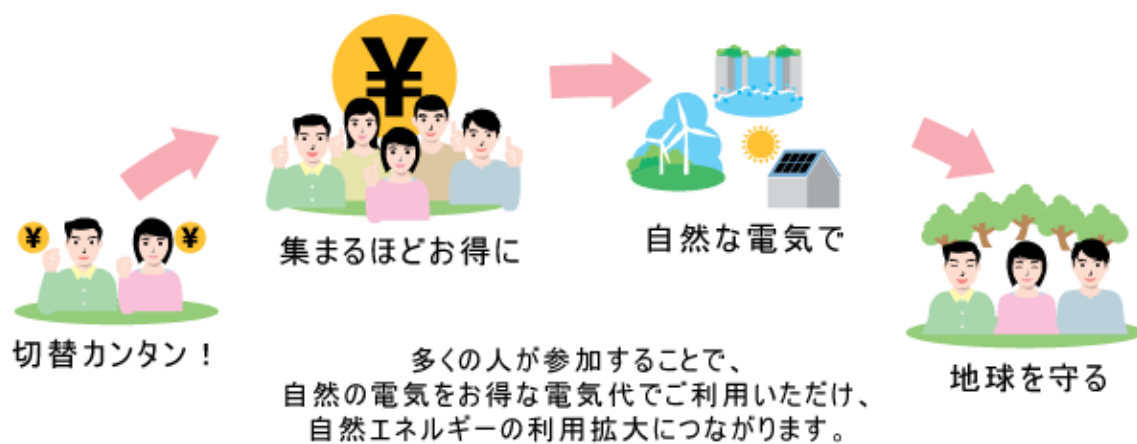 ¥
集まるほどお得に
自然な電気で
¥ ¥
切替カンタン！
地球を守る
多くの人が参加することで、
自然の電気をお得な電気代でご利用いただけ、
自然エネルギーの利用拡大につながります。